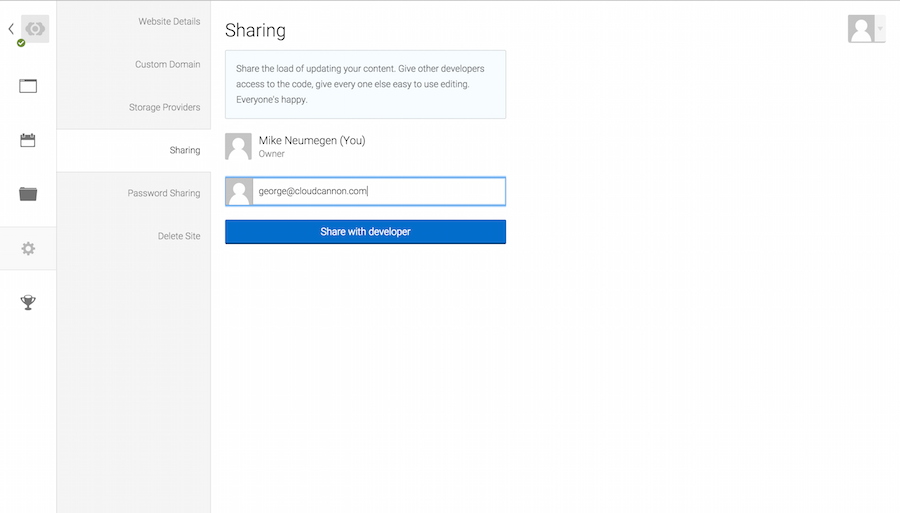 Website Details
Custom Domain
Storage Providers
Sharing
Password Sharing
Delete Site
Sharing
Share the load of updating your content. Give other developers
access to the code, give every one else easy to use editing.
Everyone's happy.
Mike Neumegen (You)
Owner
george@cloudcannon.com
Share with developer